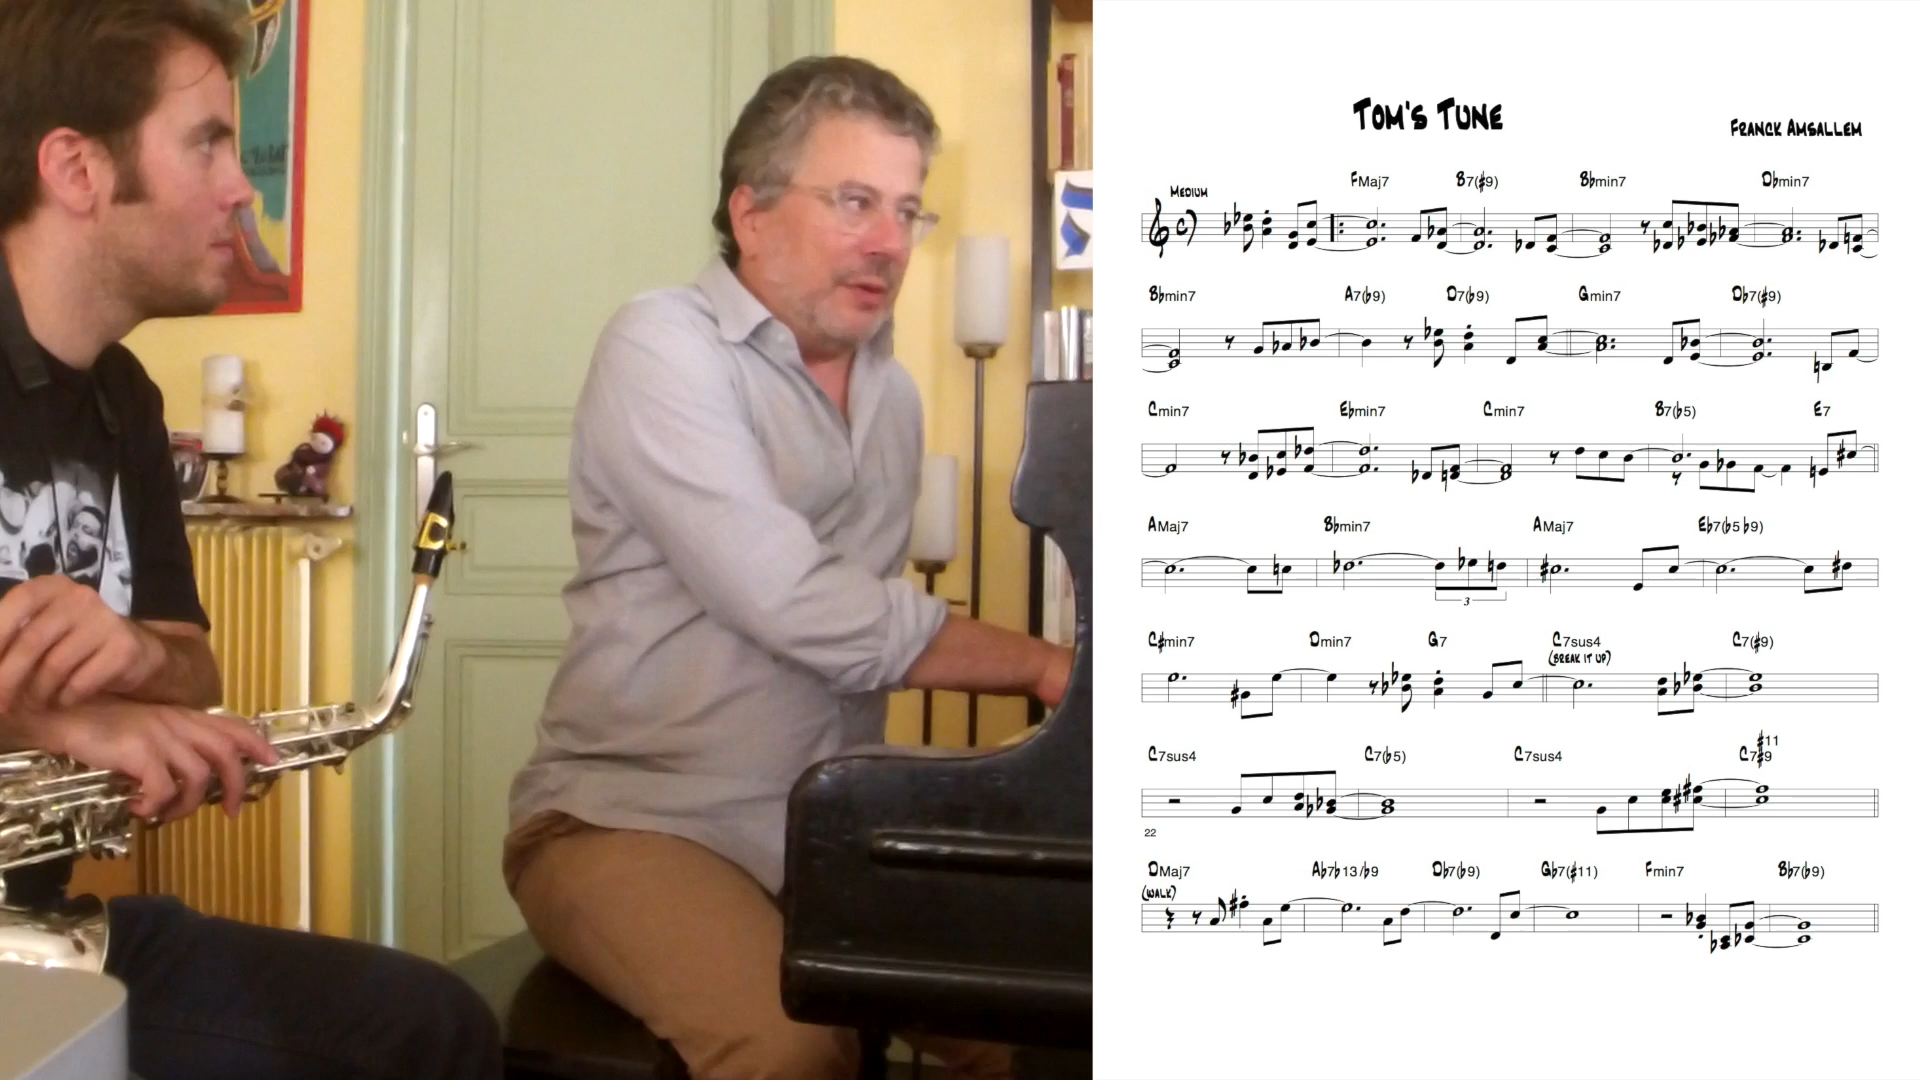 TOM'S TUNE
FRANCK AMSALLEM
MEDIUM
FMaj7 B7(♯9) B♭min7 D♭min7
B♭min7 A7(♭9) D7(♭9) Gmin7 D♭7(♯9)
Cmin7 E♭min7 Cmin7 B7(♭5) E7
AMaj7 B♭min7 AMaj7 E♭7(♭5 ♭9)
3
C♯min7 Dmin7 G7 C7sus4 C7(♯9)
(BREAK IT UP)
C7sus4 C7(♭5) C7sus4 C7♯9 ♯11
22
DMaj7 A♭7♭13/♭9 D♭7(♭9) G♭7(♯11) Fmin7 B♭7(♭9)
(WALK)